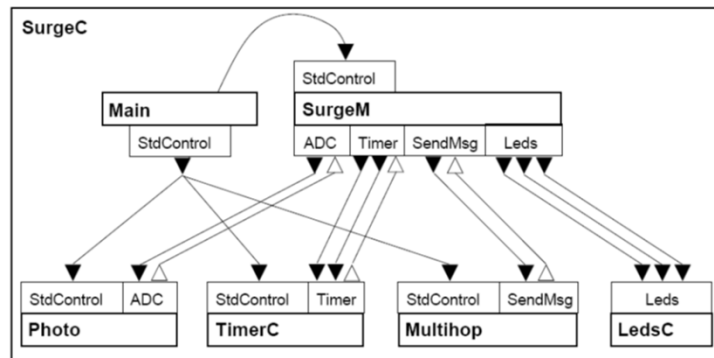 SurgeC
StdControl
Main
SurgeM
StdControl
ADC Timer SendMsg Leds
StdControl ADC StdControl Timer StdControl SendMsg Leds
Photo TimerC Multihop LedsC